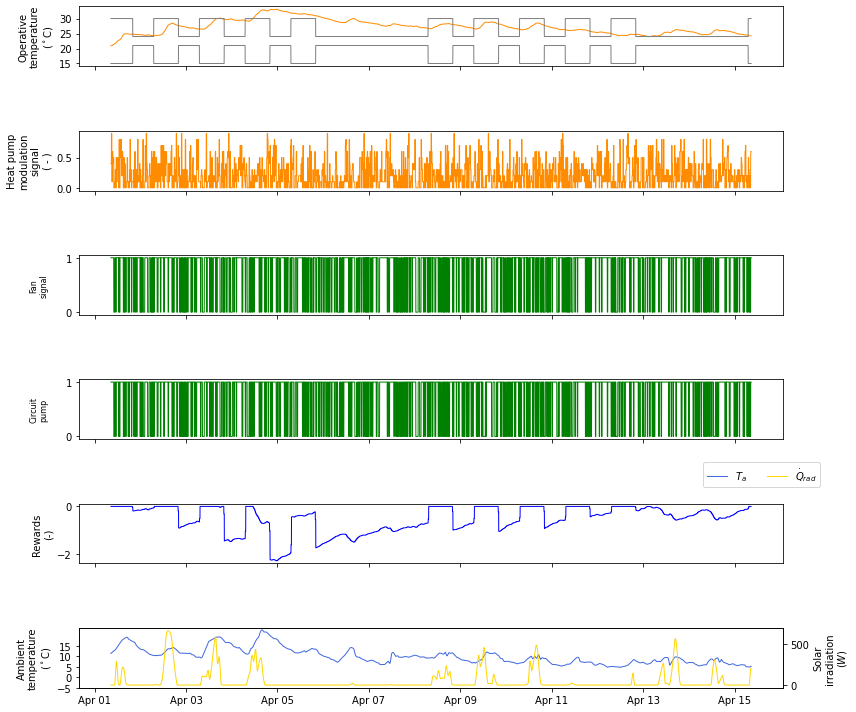 Operative
temperature
(°C)
30
25
20
15
Heat pump
modulation
signal
( - )
0.5
0.0
Fan
signal
1
0
Circuit
pump
1
0
T_a
Q̇_rad
Rewards
(-)
0
−2
Ambient
temperature
(°C)
15
10
5
0
−5
500
0
Solar
irradiation
(W)
Apr 01 Apr 03 Apr 05 Apr 07 Apr 09 Apr 11 Apr 13 Apr 15